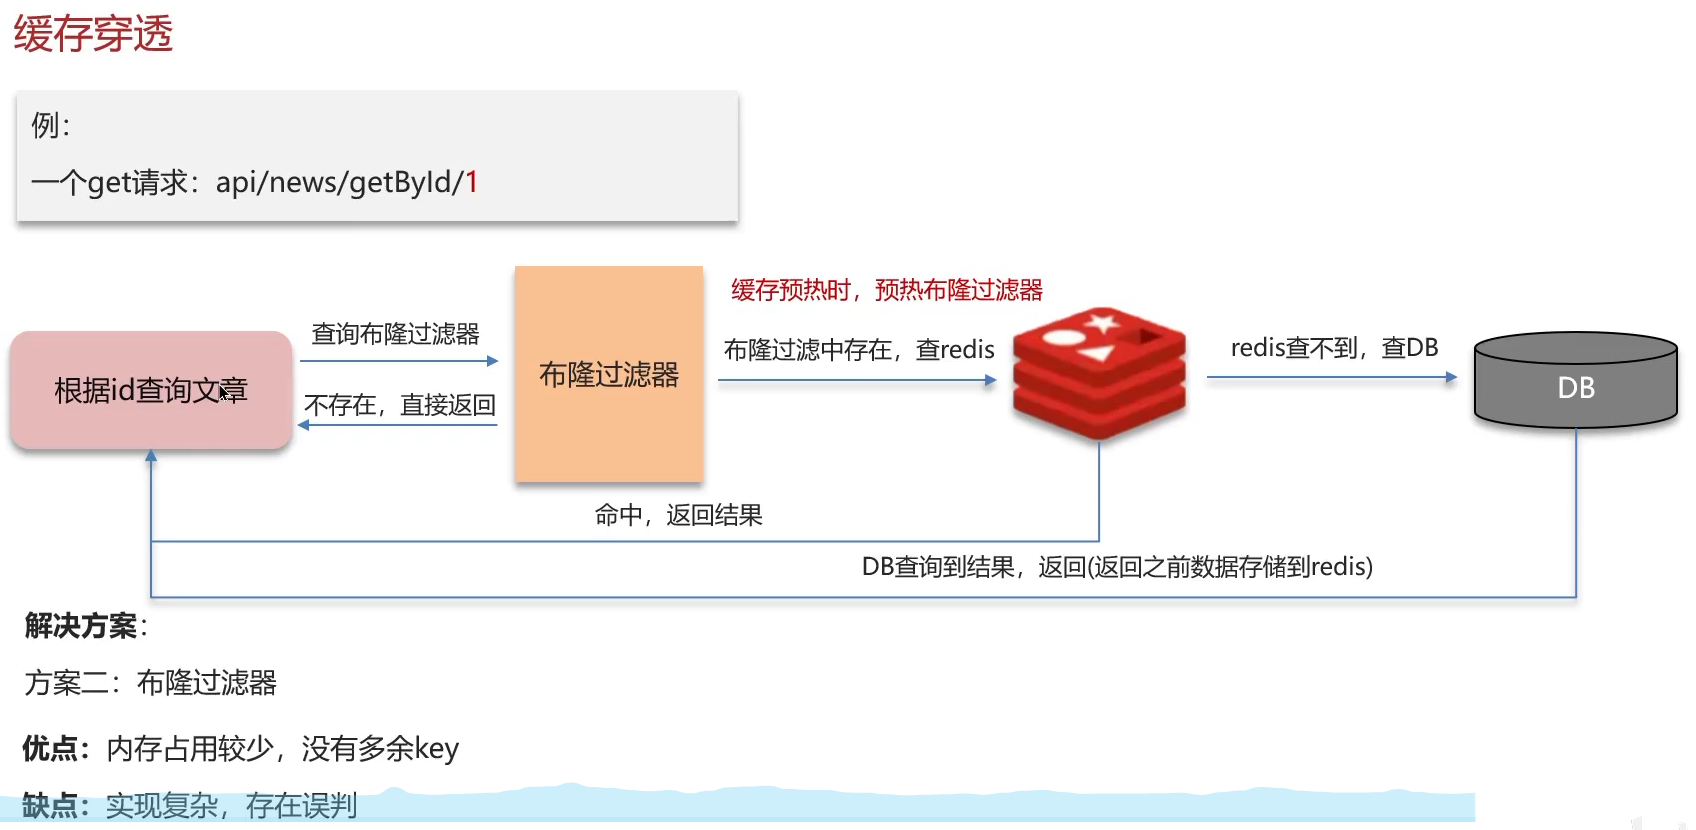 缓存穿透
例：
一个get请求：api/news/getById/1
缓存预热时，预热布隆过滤器
查询布隆过滤器
布隆过滤中存在，查redis
redis查不到，查DB
根据id查询文章
布隆过滤器
DB
不存在，直接返回
命中，返回结果
DB查询到结果，返回(返回之前数据存储到redis)
解决方案：
方案二：布隆过滤器
优点：内存占用较少，没有多余key
缺点：实现复杂，存在误判